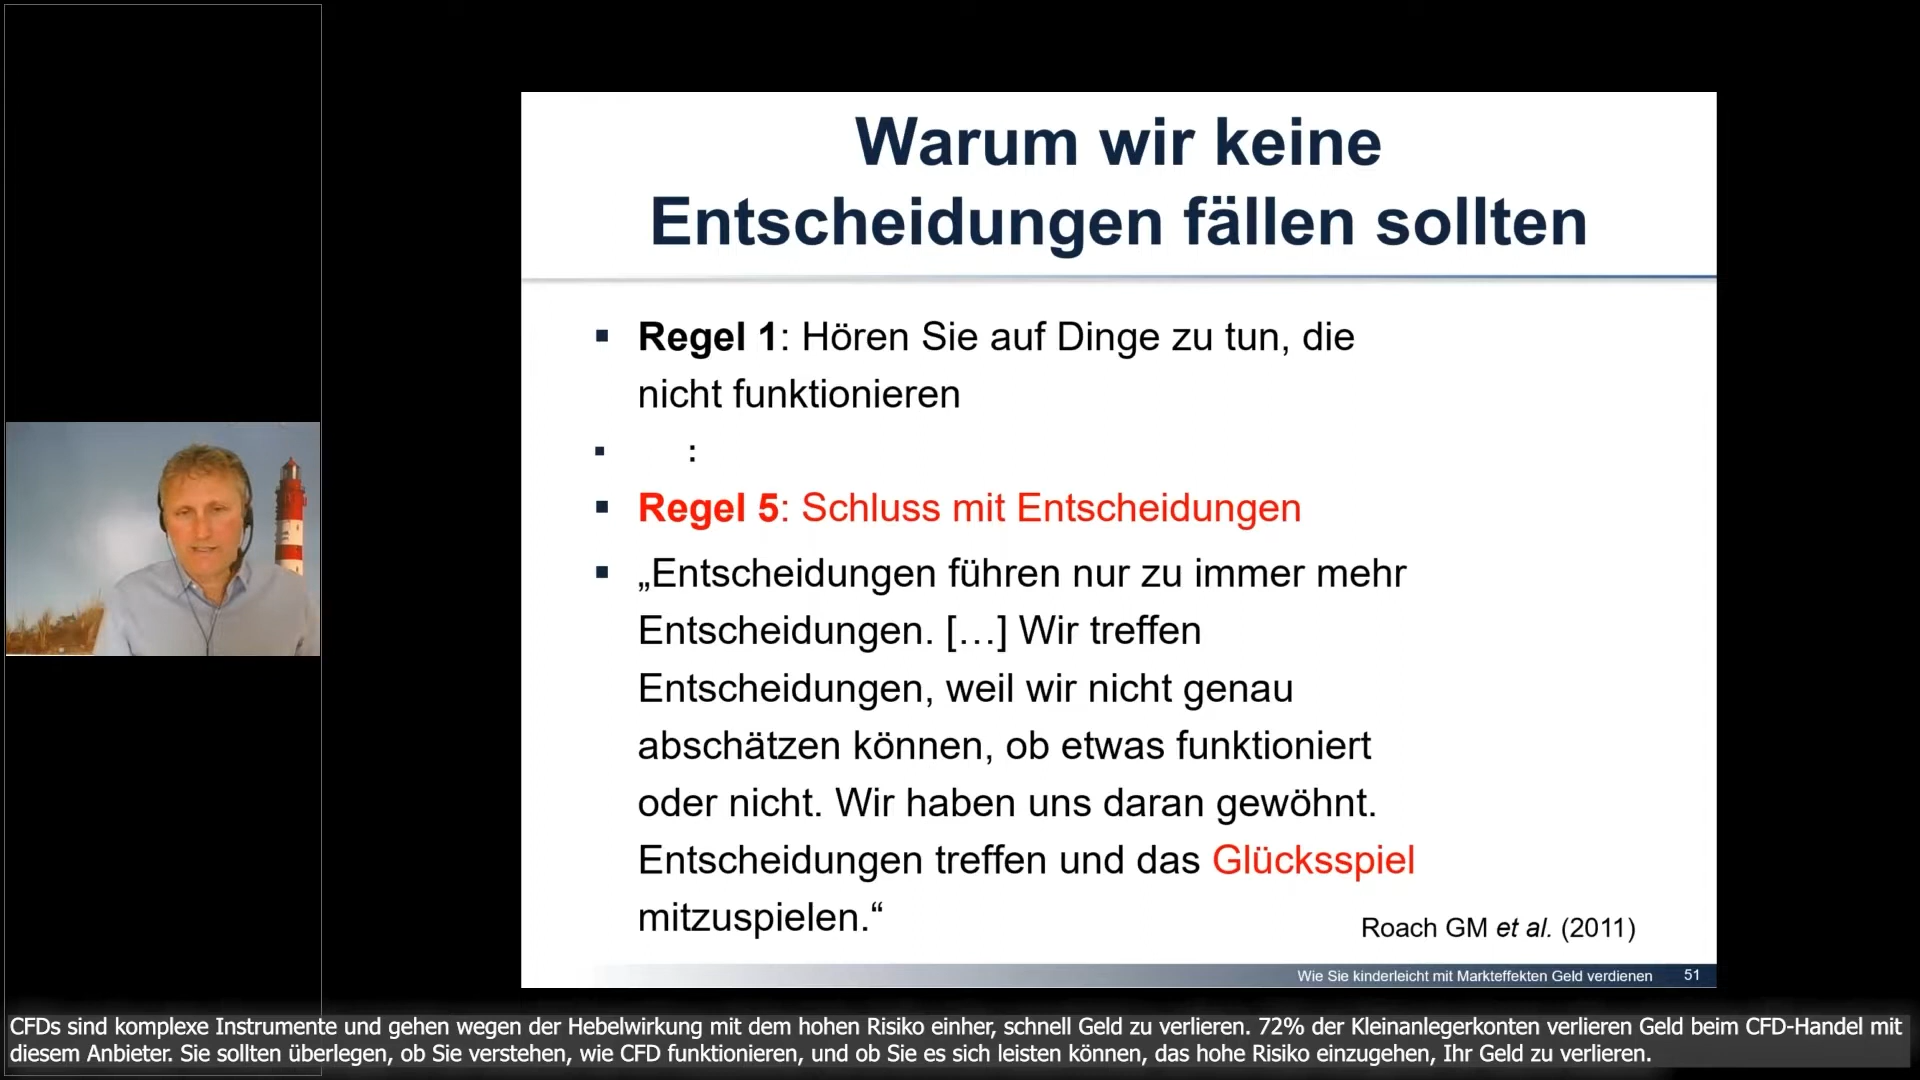 Warum wir keine
Entscheidungen fällen sollten
▪ Regel 1: Hören Sie auf Dinge zu tun, die
nicht funktionieren
▪ :
▪ Regel 5: Schluss mit Entscheidungen
▪ „Entscheidungen führen nur zu immer mehr
Entscheidungen. […] Wir treffen
Entscheidungen, weil wir nicht genau
abschätzen können, ob etwas funktioniert
oder nicht. Wir haben uns daran gewöhnt.
Entscheidungen treffen und das Glücksspiel
mitzuspielen.“
Roach GM et al. (2011)
Wie Sie kinderleicht mit Markteffekten Geld verdienen 51
CFDs sind komplexe Instrumente und gehen wegen der Hebelwirkung mit dem hohen Risiko einher, schnell Geld zu verlieren. 72% der Kleinanlegerkonten verlieren Geld beim CFD-Handel mit
diesem Anbieter. Sie sollten überlegen, ob Sie verstehen, wie CFD funktionieren, und ob Sie es sich leisten können, das hohe Risiko einzugehen, Ihr Geld zu verlieren.